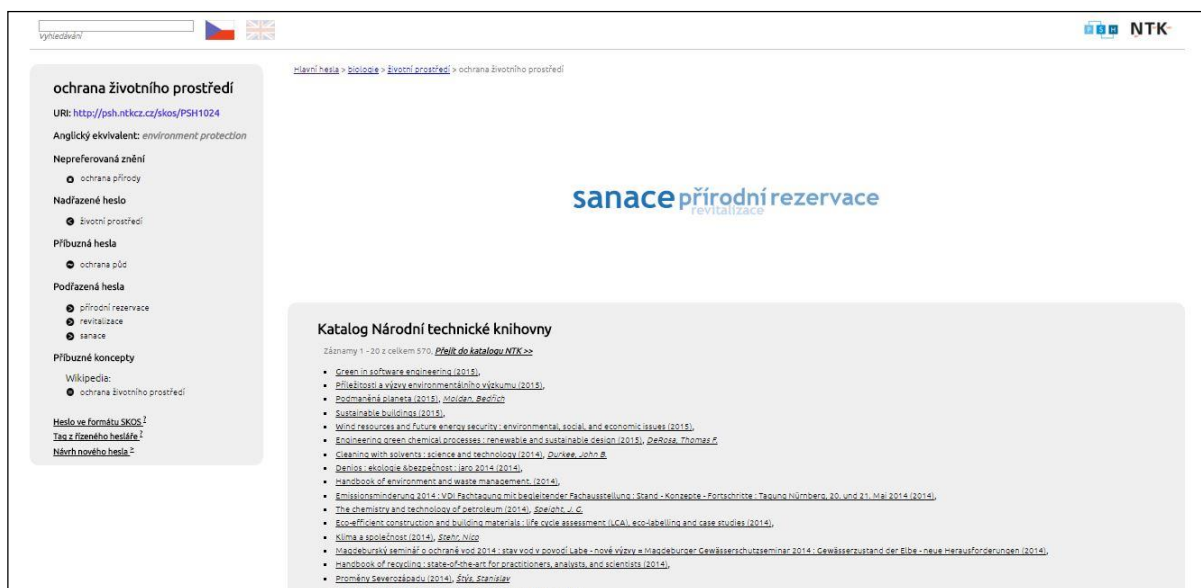 vyhledávání
PSH NTK
ochrana životního prostředí
URI: http://psh.ntkcz.cz/skos/PSH1024
Anglický ekvivalent: environment protection
Nepreferovaná znění
ochrana přírody
Nadřazené heslo
životní prostředí
Příbuzná hesla
ochrana půd
Podřazená hesla
přírodní rezervace
revitalizace
sanace
Příbuzné koncepty
Wikipedia:
ochrana životního prostředí
Heslo ve formátu SKOS ?
Tag z řízeného hesláře ?
Návrh nového hesla >
Hlavní hesla > biologie > životní prostředí > ochrana životního prostředí
sanace přírodní rezervace
revitalizace
Katalog Národní technické knihovny
Záznamy 1 - 20 z celkem 570, Přejít do katalogu NTK >>
Green in software engineering (2015),
Příležitosti a výzvy environmentálního výzkumu (2015),
Podmaněná planeta (2015), Moldan, Bedřich
Sustainable buildings (2015),
Wind resources and future energy security : environmental, social, and economic issues (2015),
Engineering green chemical processes : renewable and sustainable design (2015), DeRosa, Thomas F.
Cleaning with solvents : science and technology (2014), Durkee, John B.
Denios : ekologie &bezpečnost : jaro 2014 (2014),
Handbook of environment and waste management. (2014),
Emissionsminderung 2014 : VDI Fachtagung mit begleitender Fachausstellung : Stand - Konzepte - Fortschritte : Tagung Nürnberg, 20. und 21. Mai 2014 (2014),
The chemistry and technology of petroleum (2014), Speight, J. G.
Eco-efficient construction and building materials : life cycle assessment (LCA), eco-labelling and case studies (2014),
Klima a společnost (2014), Stehr, Nico
Magdeburský seminář o ochraně vod 2014 : stav vod v povodí Labe - nové výzvy = Magdeburger Gewässerschutzseminar 2014 : Gewässerzustand der Elbe - neue Herausforderungen (2014),
Handbook of recycling : state-of-the-art for practitioners, analysts, and scientists (2014),
Proměny Severozápadu (2014), Štýs, Stanislav